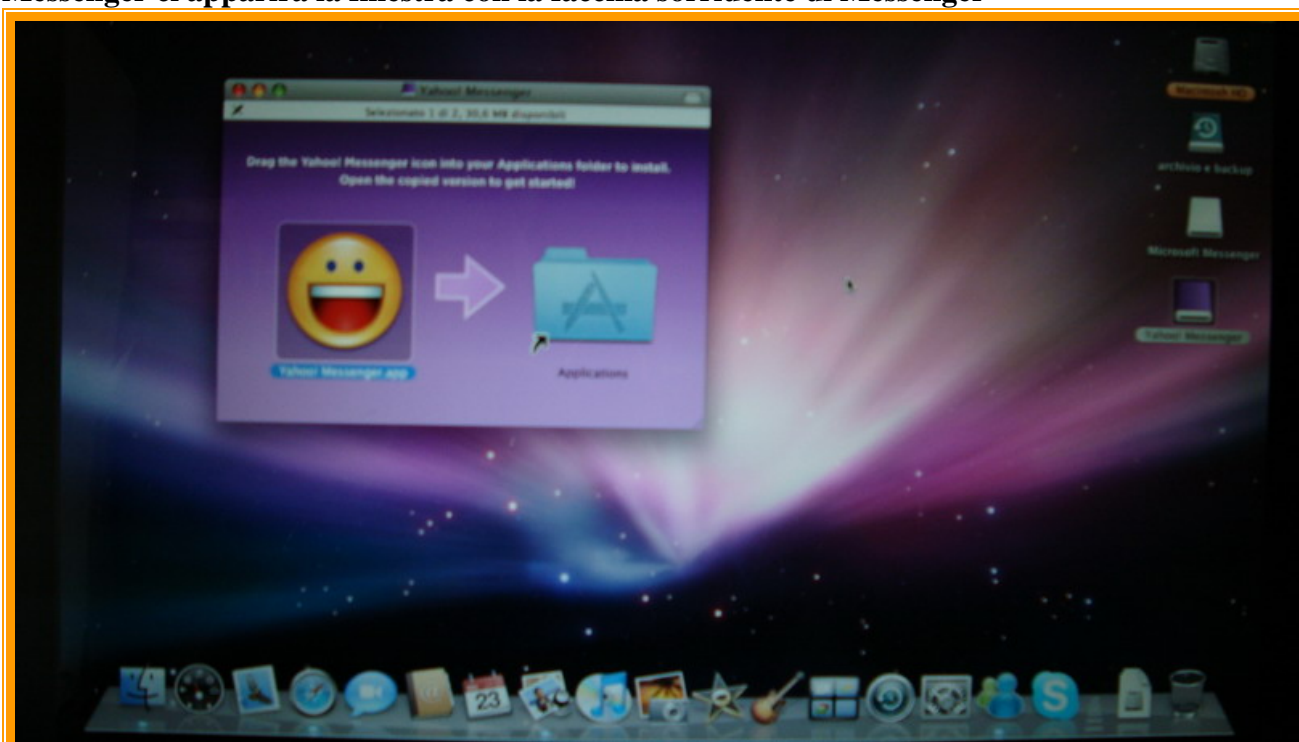 Messenger ci apparirà la finestra con la faccina sorridente di Messenger
Yahoo! Messenger
Selezionato 1 di 2, 30,6 MB disponibili
Drag the Yahoo! Messenger icon into your Applications folder to install.
Open the copied version to get started!
Yahoo! Messenger.app
Applications
Macintosh HD
archivio e backup
Microsoft Messenger
Yahoo! Messenger
23
S